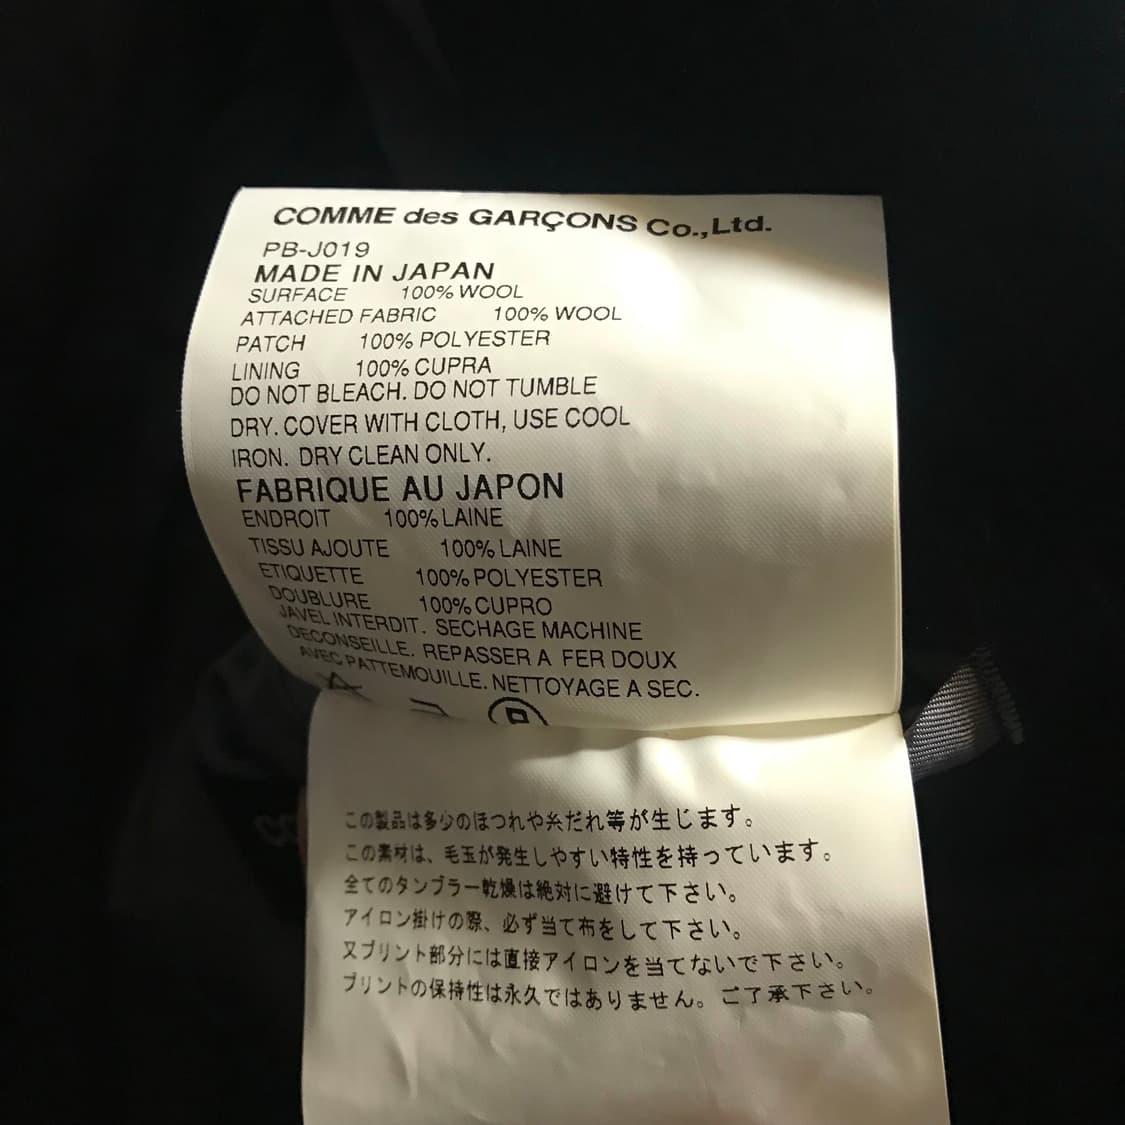 COMME des GARÇONS Co.,Ltd.
PB-J019
MADE IN JAPAN
SURFACE 100% WOOL
ATTACHED FABRIC 100% WOOL
PATCH 100% POLYESTER
LINING 100% CUPRA
DO NOT BLEACH. DO NOT TUMBLE
DRY. COVER WITH CLOTH, USE COOL
IRON. DRY CLEAN ONLY.
FABRIQUE AU JAPON
ENDROIT 100% LAINE
TISSU AJOUTE 100% LAINE
ETIQUETTE 100% POLYESTER
DOUBLURE 100% CUPRO
JAVEL INTERDIT. SECHAGE MACHINE
DECONSEILLE. REPASSER A FER DOUX
AVEC PATTEMOUILLE. NETTOYAGE A SEC.
この製品は多少のほつれや糸だれ等が生じます。
この素材は、毛玉が発生しやすい特性を持っています。
全てのタンブラー乾燥は絶対に避けて下さい。
アイロン掛けの際、必ず当て布をして下さい。
又プリント部分には直接アイロンを当てないで下さい。
プリントの保持性は永久ではありません。ご了承下さい。